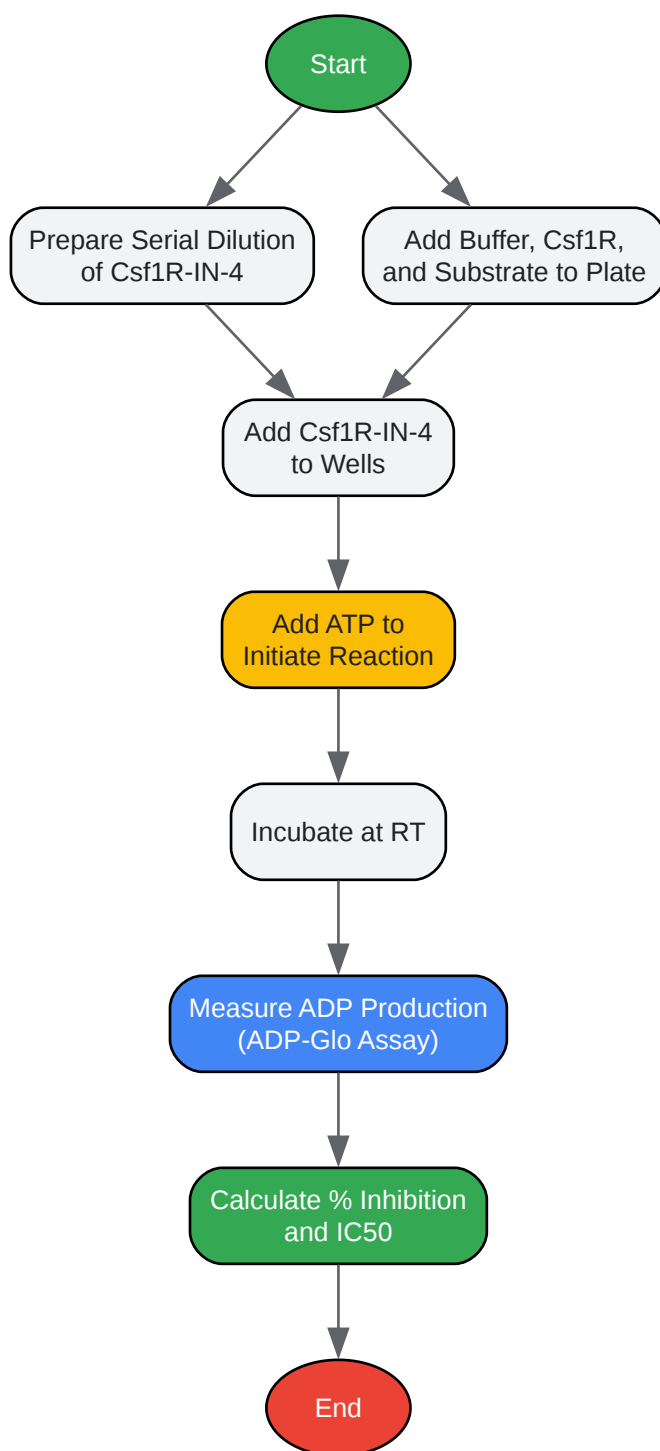 Start
Prepare Serial Dilution
of Csf1R-IN-4
Add Buffer, Csf1R,
and Substrate to Plate
Add Csf1R-IN-4
to Wells
Add ATP to
Initiate Reaction
Incubate at RT
Measure ADP Production
(ADP-Glo Assay)
Calculate % Inhibition
and IC50
End